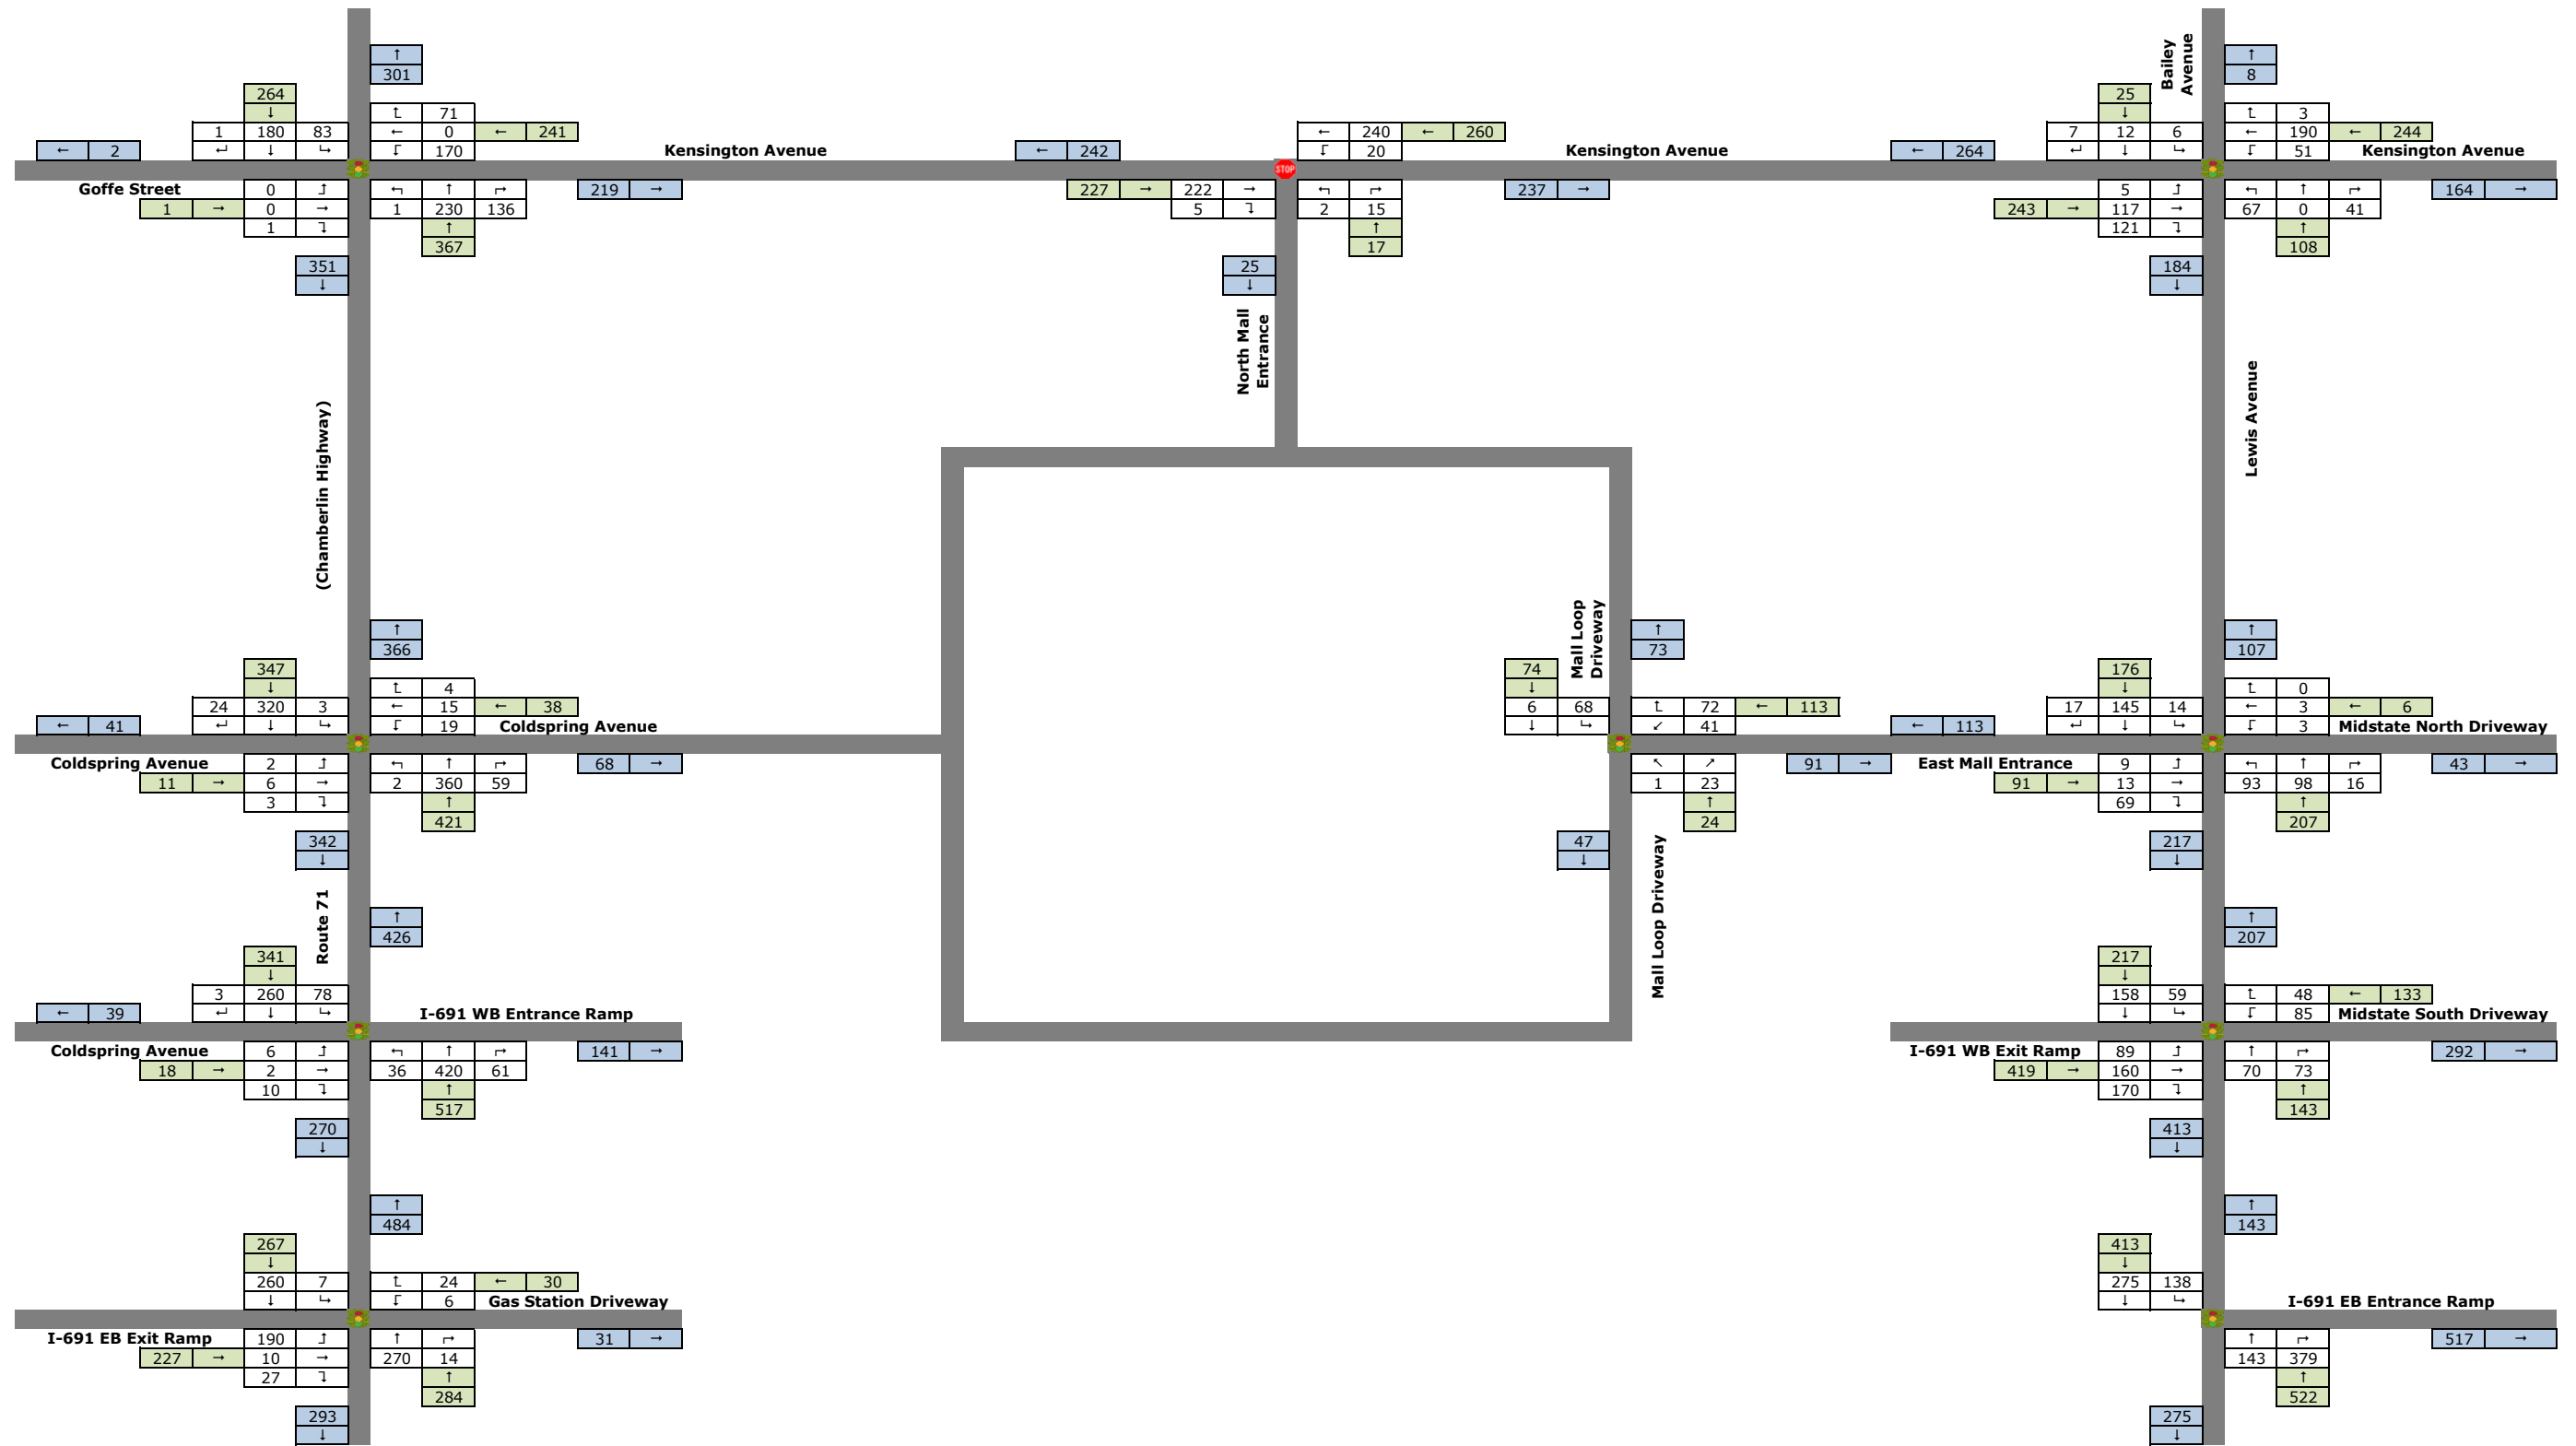 ↑ ↑
301 8
Bailey
Avenue
264 25
↓ ↓
↑ 71 ↑ 3
1 180 83 ← 0 ← 241 ← 240 ← 260 7 12 6 ← 190 ← 244
← 2 ↵ ↓ ↳ ↓ 170 Kensington Avenue ← 242 ↓ 20 Kensington Avenue ← 264 ↵ ↓ ↳ ↓ 51 Kensington Avenue
STOP
Goffe Street 0 ↑ ↰ ↑ ↱ 219 → 227 → 222 → ↰ ↱ 237 → 5 ↑ ↰ ↑ ↱ 164 →
1 → 0 → 1 230 136 5 ↴ 2 15 243 → 117 → 67 0 41
1 ↴ ↑ ↑ 121 ↴ ↑
367 17 108
351 25 184
↓ ↓ ↓
North Mall
Entrance
(Chamberlin Highway)
Lewis Avenue
Mall Loop
Driveway
↑ ↑ ↑
366 73 107
347 74 176
↓ ↓ ↓
↑ 4 ↑ 0
24 320 3 ← 15 ← 38 6 68 ↑ 72 ← 113 17 145 14 ← 3 ← 6
← 41 ↵ ↓ ↳ ↓ 19 Coldspring Avenue ↓ ↳ ↙ 41 ← 113 ↵ ↓ ↳ ↓ 3 Midstate North Driveway
Coldspring Avenue 2 ↑ ↰ ↑ ↱ 68 → ↖ ↗ 91 → East Mall Entrance 9 ↑ ↰ ↑ ↱ 43 →
11 → 6 → 2 360 59 1 23 91 → 13 → 93 98 16
3 ↴ ↑ ↑ 69 ↴ ↑
421 24 207
342 47 217
↓ ↓ ↓
Mall Loop Driveway
Route 71
↑ ↑
426 207
341 217
↓ ↓
3 260 78 158 59 ↑ 48 ← 133
← 39 ↵ ↓ ↳ I-691 WB Entrance Ramp ↓ ↳ ↓ 85 Midstate South Driveway
Coldspring Avenue 6 ↑ ↰ ↑ ↱ 141 → I-691 WB Exit Ramp 89 ↑ ↑ ↱ 292 →
18 → 2 → 36 420 61 419 → 160 → 70 73
10 ↴ ↑ 170 ↴ ↑
517 143
270 413
↓ ↓
↑ ↑
484 143
267 413
↓ ↓
260 7 ↑ 24 ← 30 275 138
↓ ↳ ↓ 6 Gas Station Driveway ↓ ↳ I-691 EB Entrance Ramp
I-691 EB Exit Ramp 190 ↑ ↑ ↱ 31 → ↑ ↱ 517 →
227 → 10 → 270 14 143 379
27 ↴ ↑ ↑
284 522
293 275
↓ ↓